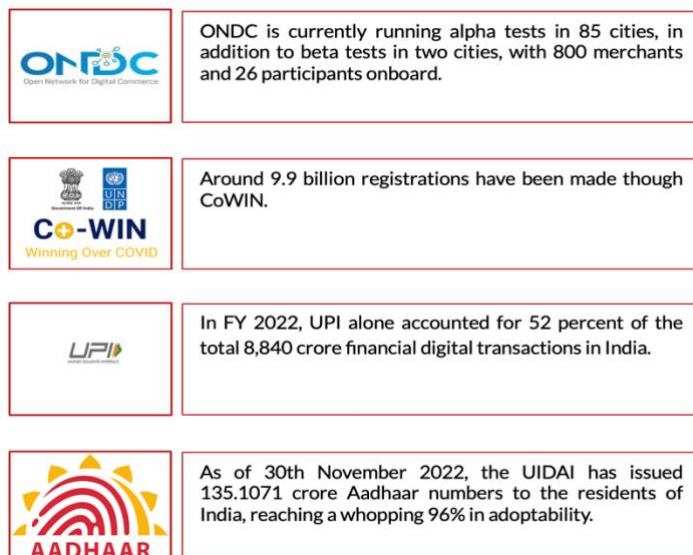 ONDC
Open Network for Digital Commerce
ONDC is currently running alpha tests in 85 cities, in
addition to beta tests in two cities, with 800 merchants
and 26 participants onboard.
UN
DP
Co-WIN
Winning Over COVID
Around 9.9 billion registrations have been made though
CoWIN.
UPI
In FY 2022, UPI alone accounted for 52 percent of the
total 8,840 crore financial digital transactions in India.
AADHAAR
As of 30th November 2022, the UIDAI has issued
135.1071 crore Aadhaar numbers to the residents of
India, reaching a whopping 96% in adoptability.